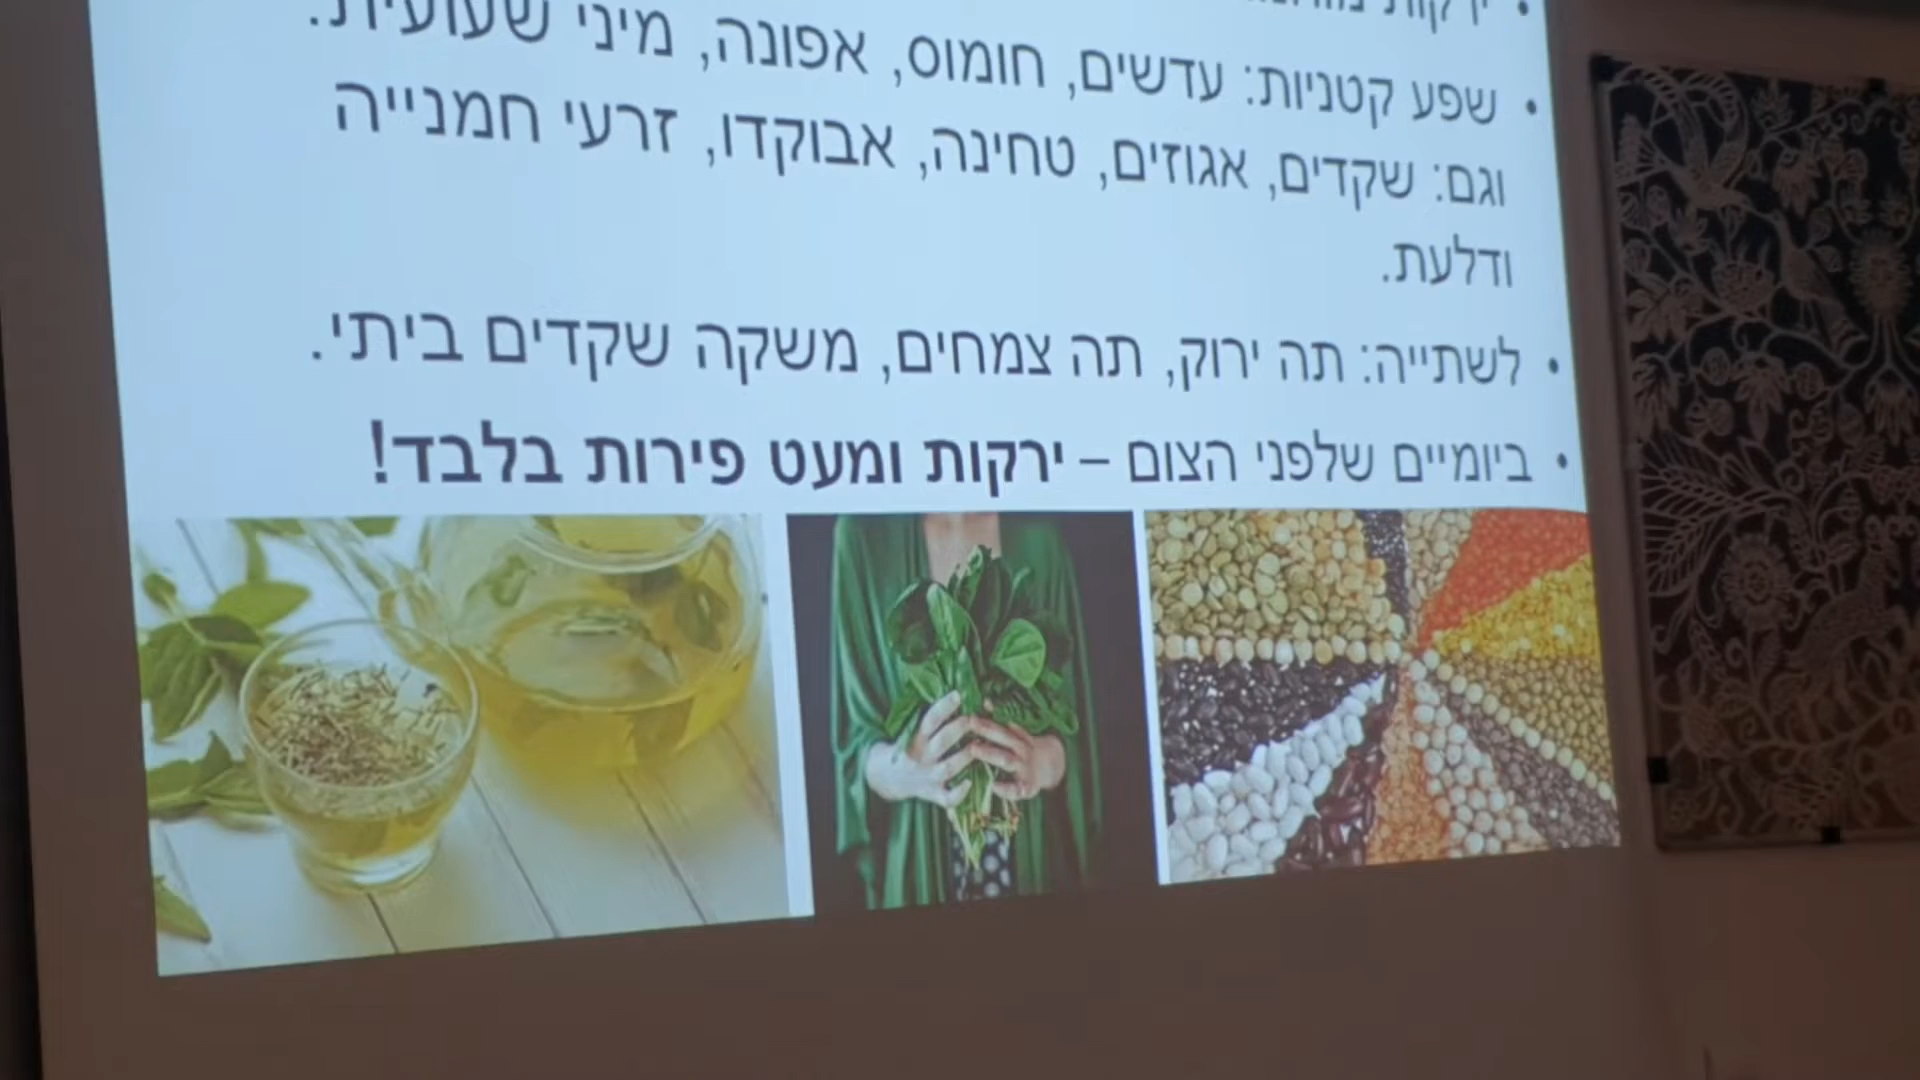 שפע קטניות: עדשים, חומוס, אפונה, מיני שעועית.
וגם: שקדים, אגוזים, טחינה, אבוקדו, זרעי חמנייה
ודלעת.
לשתייה: תה ירוק, תה צמחים, משקה שקדים ביתי.
ביומיים שלפני הצום – ירקות ומעט פירות בלבד!